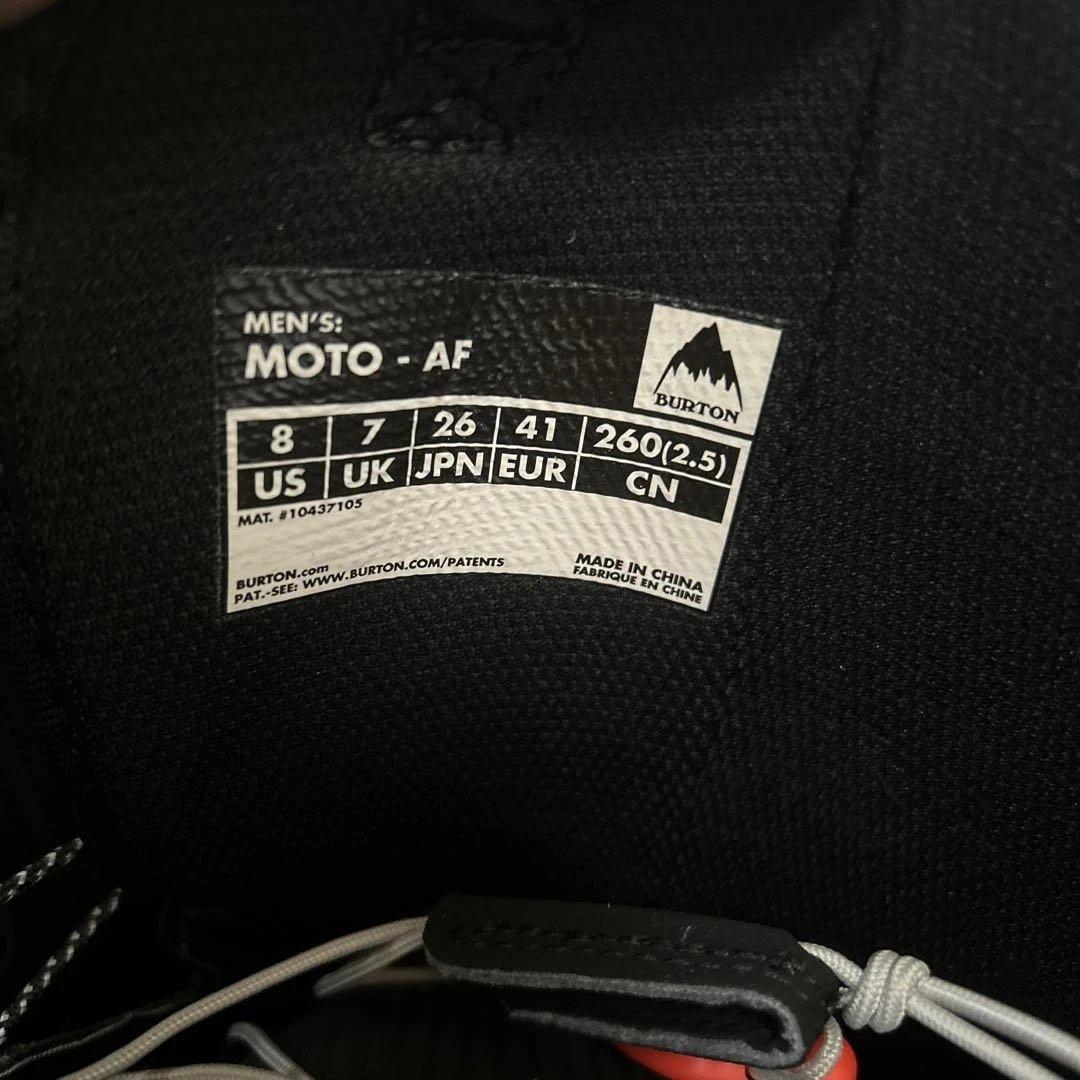 MEN'S:
MOTO - AF
BURTON
8 7 26 41 260(2.5)
US UK JPN EUR CN
MAT. #10437105
BURTON.com
PAT.-SEE: WWW.BURTON.COM/PATENTS
MADE IN CHINA
FABRIQUE EN CHINE